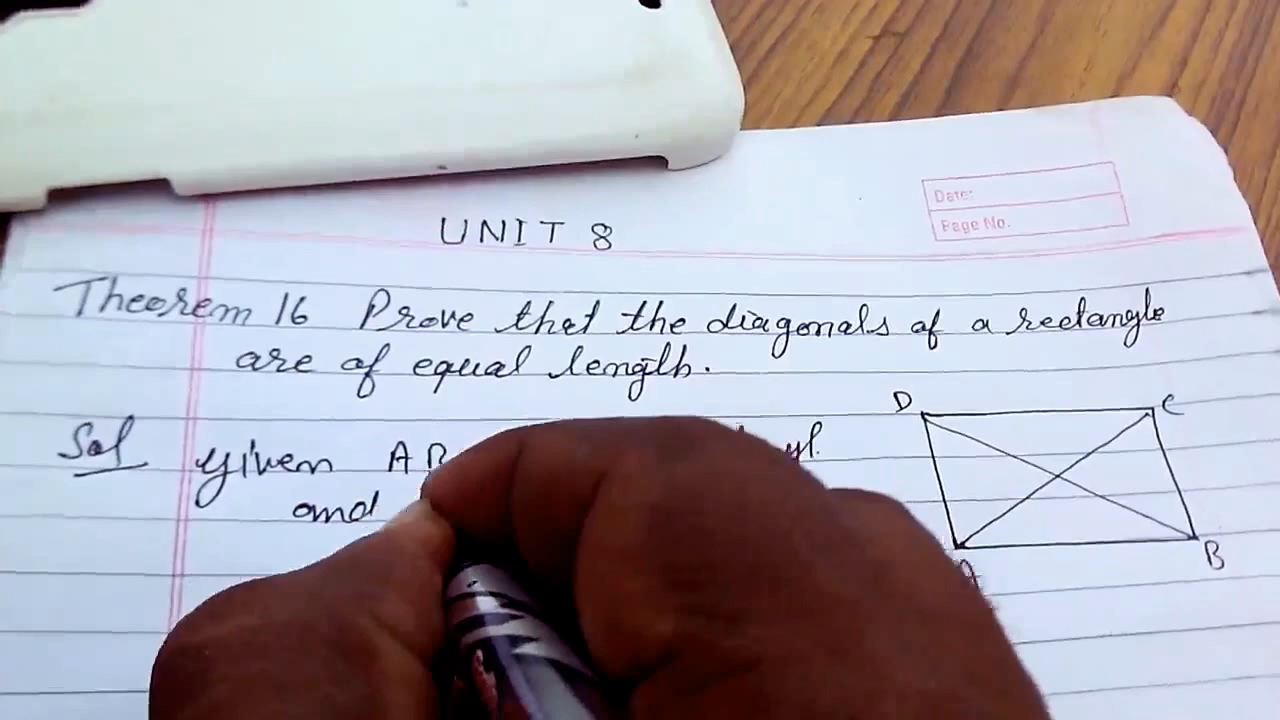 Date:
Page No.
UNIT 8
Theorem 16 Prove that the diagonals of a rectangle
are of equal length.
Sol given AB
and
D C
A B